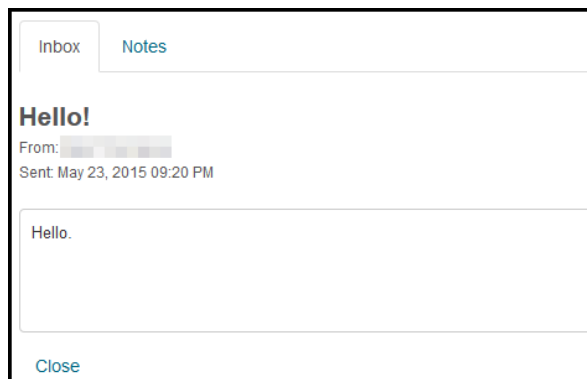 Inbox Notes
Hello!
From:
Sent: May 23, 2015 09:20 PM
Hello.
Close